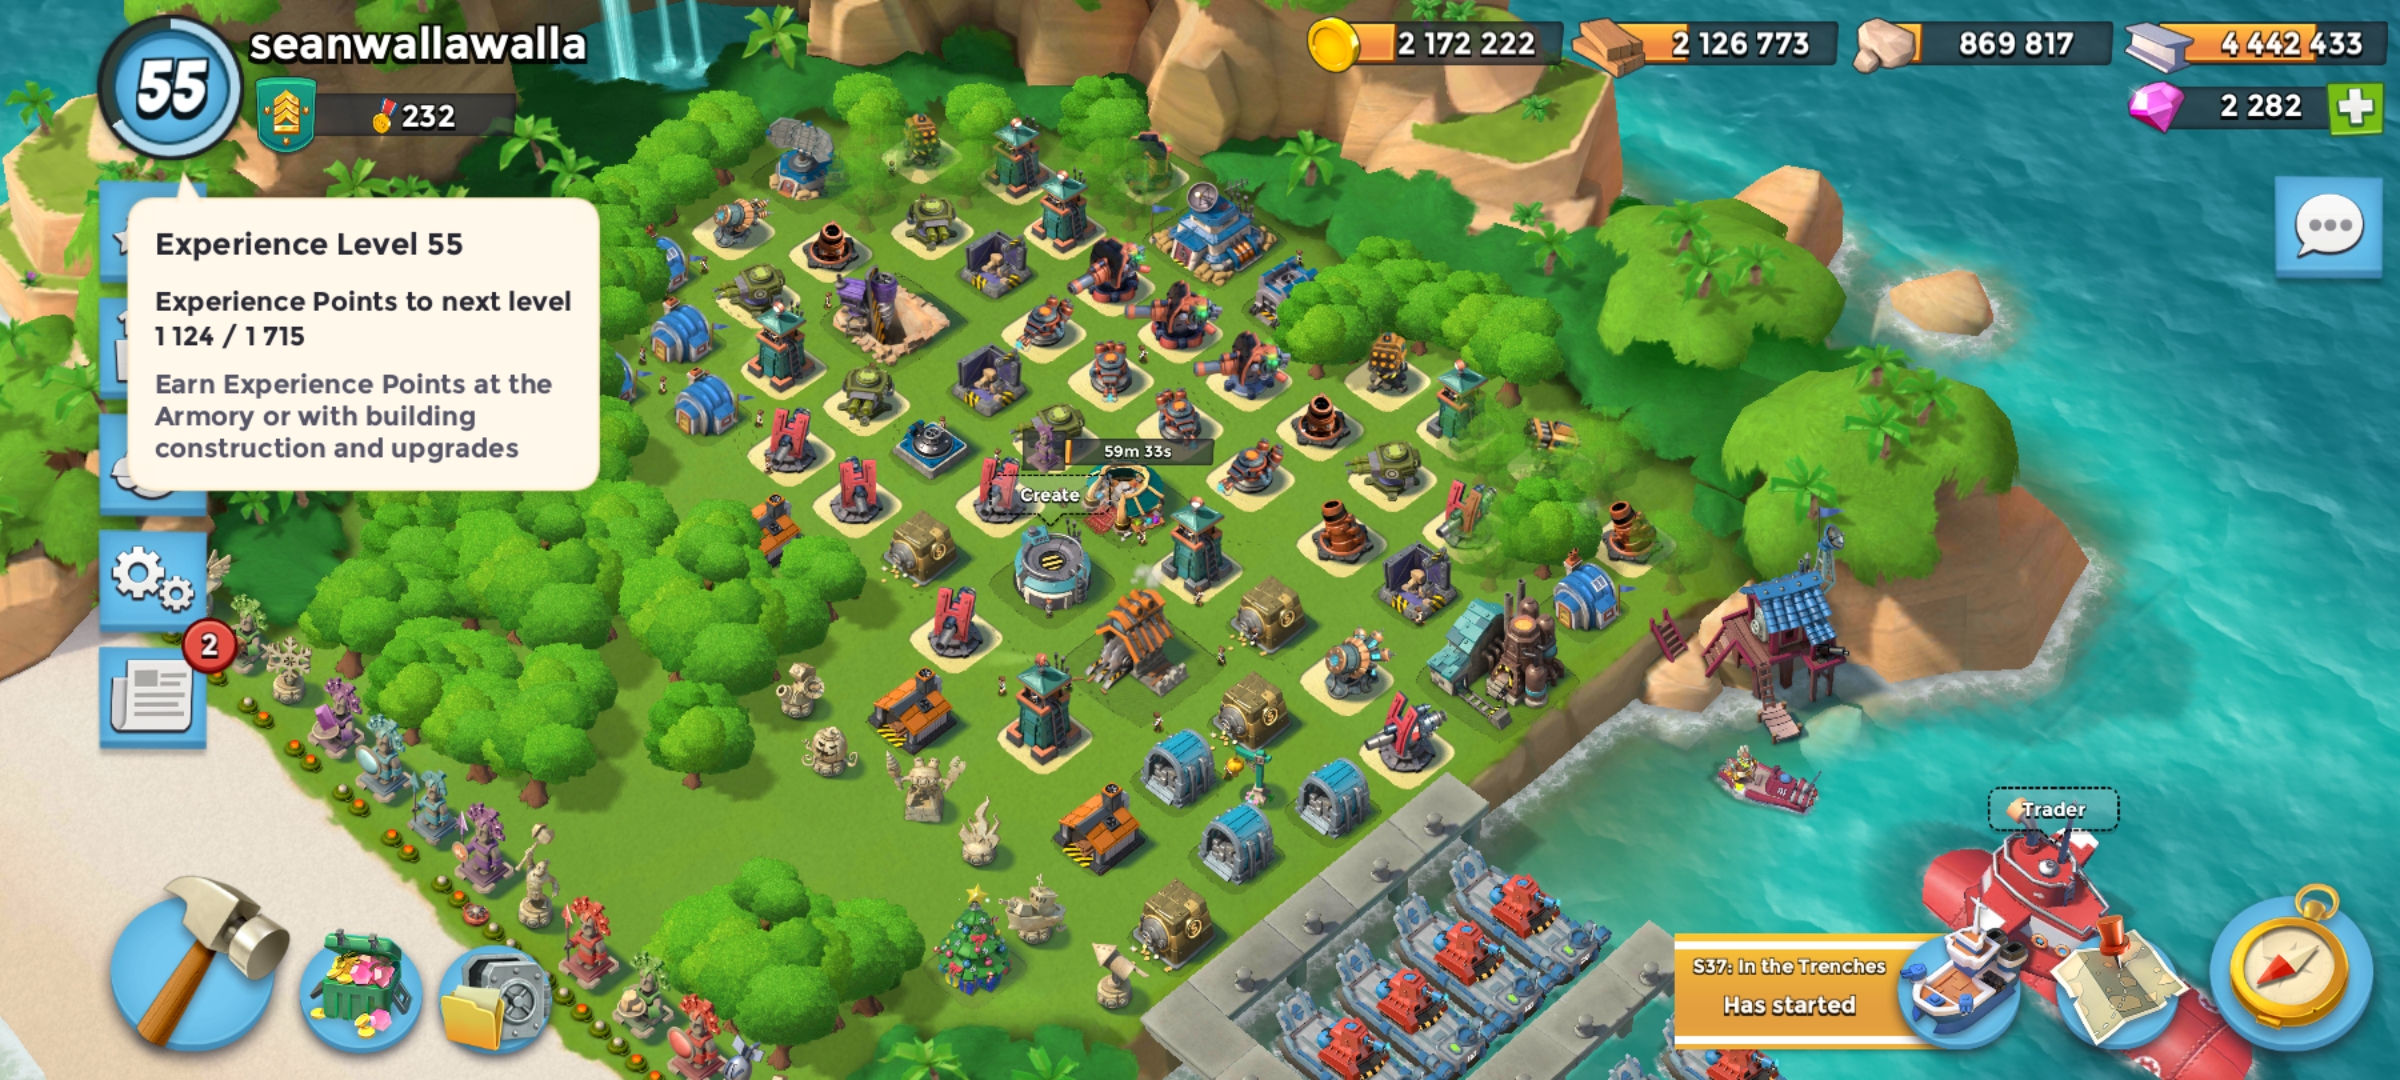 55
seanwallawalla
232
2 172 222
2 126 773
869 817
4 442 433
2 282
Experience Level 55
Experience Points to next level
1 124 / 1 715
Earn Experience Points at the
Armory or with building
construction and upgrades
59m 33s
Create
2
Trader
S37: In the Trenches
Has started